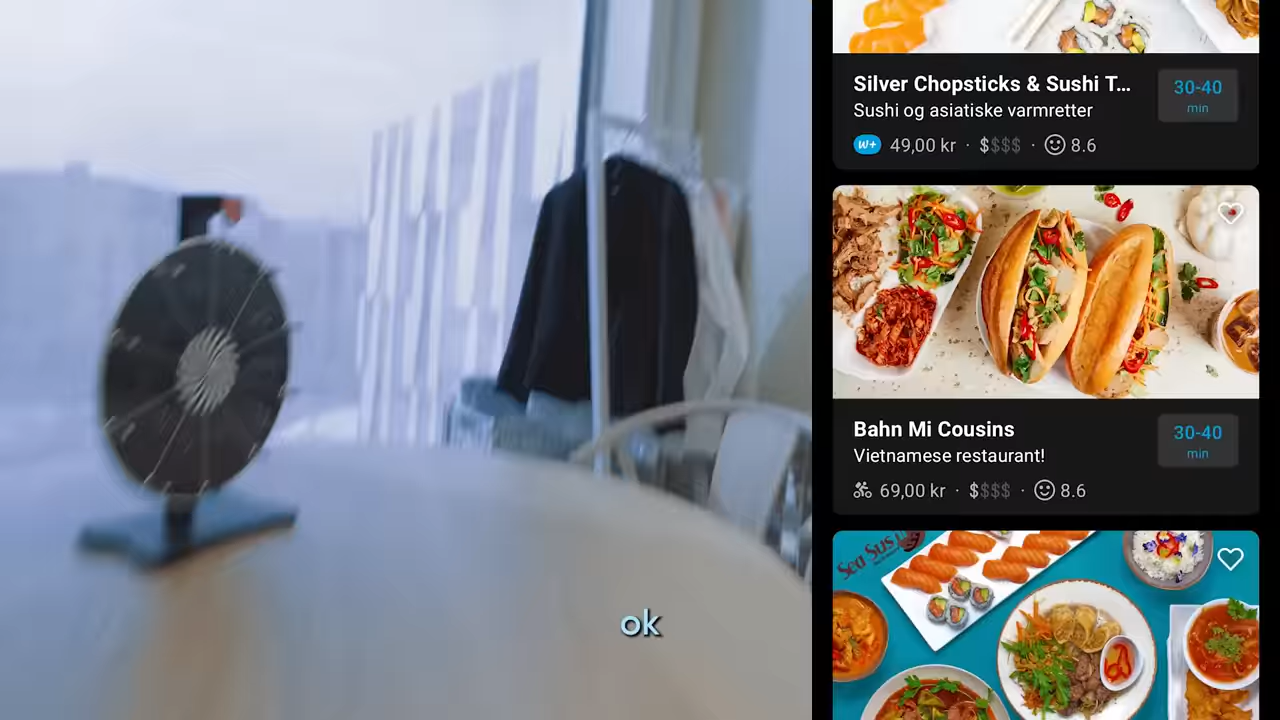 ok
Silver Chopsticks & Sushi T...
Sushi og asiatiske varmretter
30-40
min
W+ 49,00 kr · $$$$ · 8.6
Bahn Mi Cousins
Vietnamese restaurant!
30-40
min
69,00 kr · $$$$ · 8.6
Sea Sushi